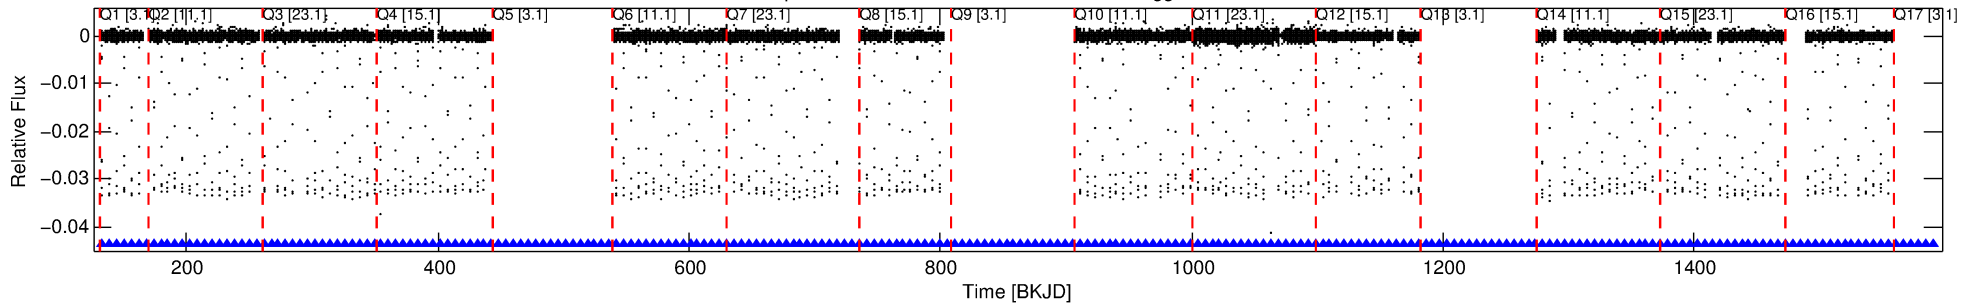 Q1 [3.1] Q2 [11.1] Q3 [23.1] Q4 [15.1] Q5 [3.1] Q6 [11.1] Q7 [23.1] Q8 [15.1] Q9 [3.1] Q10 [11.1] Q11 [23.1] Q12 [15.1] Q13 [3.1] Q14 [11.1] Q15 [23.1] Q16 [15.1] Q17 [3.1]
0
−0.01
−0.02
−0.03
−0.04
Relative Flux
200 400 600 800 1000 1200 1400
Time [BKJD]